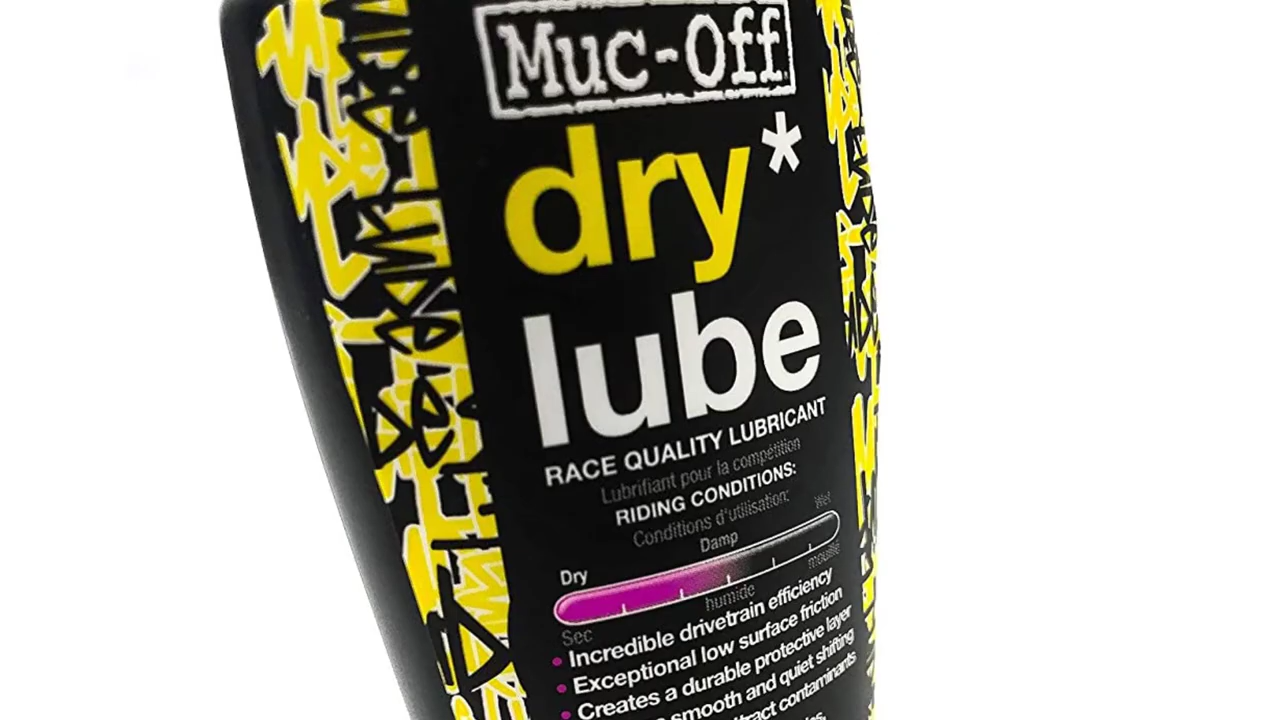 Muc-Off
dry*
lube
RACE QUALITY LUBRICANT
Lubrifiant pour la compétition
RIDING CONDITIONS:
Conditions d'utilisation:
Dry Damp Wet
Sec humide mouillé
• Incredible drivetrain efficiency
• Exceptional low surface friction
• Creates a durable protective layer
smooth and quiet shifting
contaminants